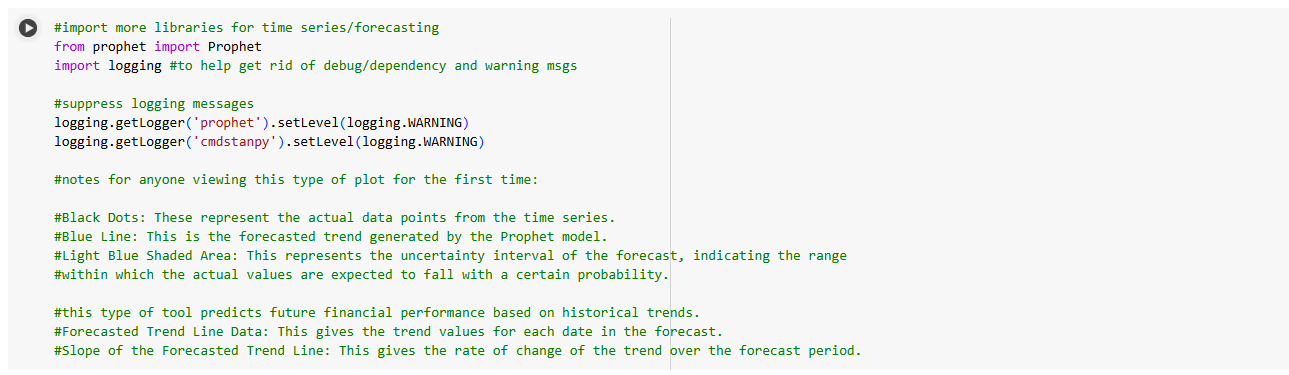 #import more libraries for time series/forecasting
from prophet import Prophet
import logging #to help get rid of debug/dependency and warning msgs
#suppress logging messages
logging.getLogger('prophet').setLevel(logging.WARNING)
logging.getLogger('cmdstanpy').setLevel(logging.WARNING)
#notes for anyone viewing this type of plot for the first time:
#Black Dots: These represent the actual data points from the time series.
#Blue Line: This is the forecasted trend generated by the Prophet model.
#Light Blue Shaded Area: This represents the uncertainty interval of the forecast, indicating the range
#within which the actual values are expected to fall with a certain probability.
#this type of tool predicts future financial performance based on historical trends.
#Forecasted Trend Line Data: This gives the trend values for each date in the forecast.
#Slope of the Forecasted Trend Line: This gives the rate of change of the trend over the forecast period.